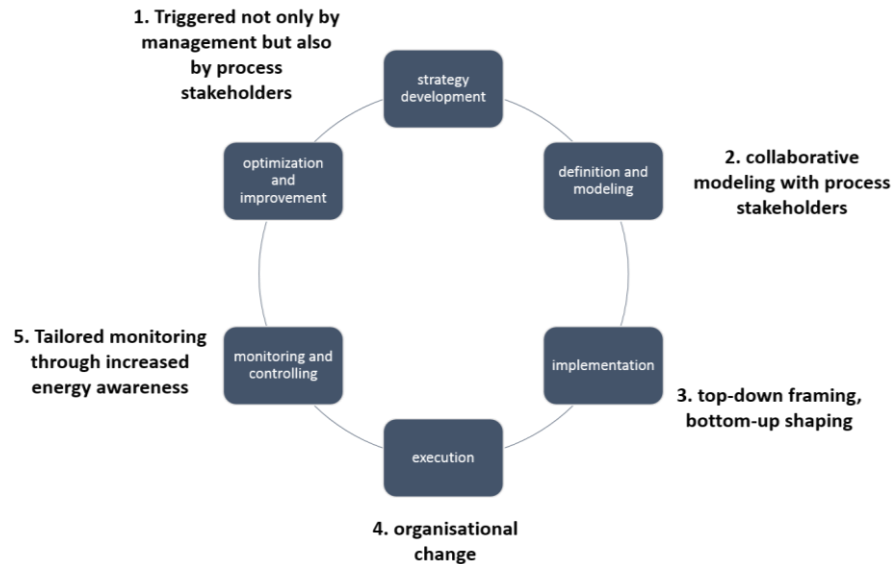 1. Triggered not only by
management but also
by process
stakeholders
strategy
development
optimization
and
improvement
definition and
modeling
2. collaborative
modeling with process
stakeholders
5. Tailored monitoring
through increased
energy awareness
monitoring and
controlling
implementation
3. top-down framing,
bottom-up shaping
execution
4. organisational
change